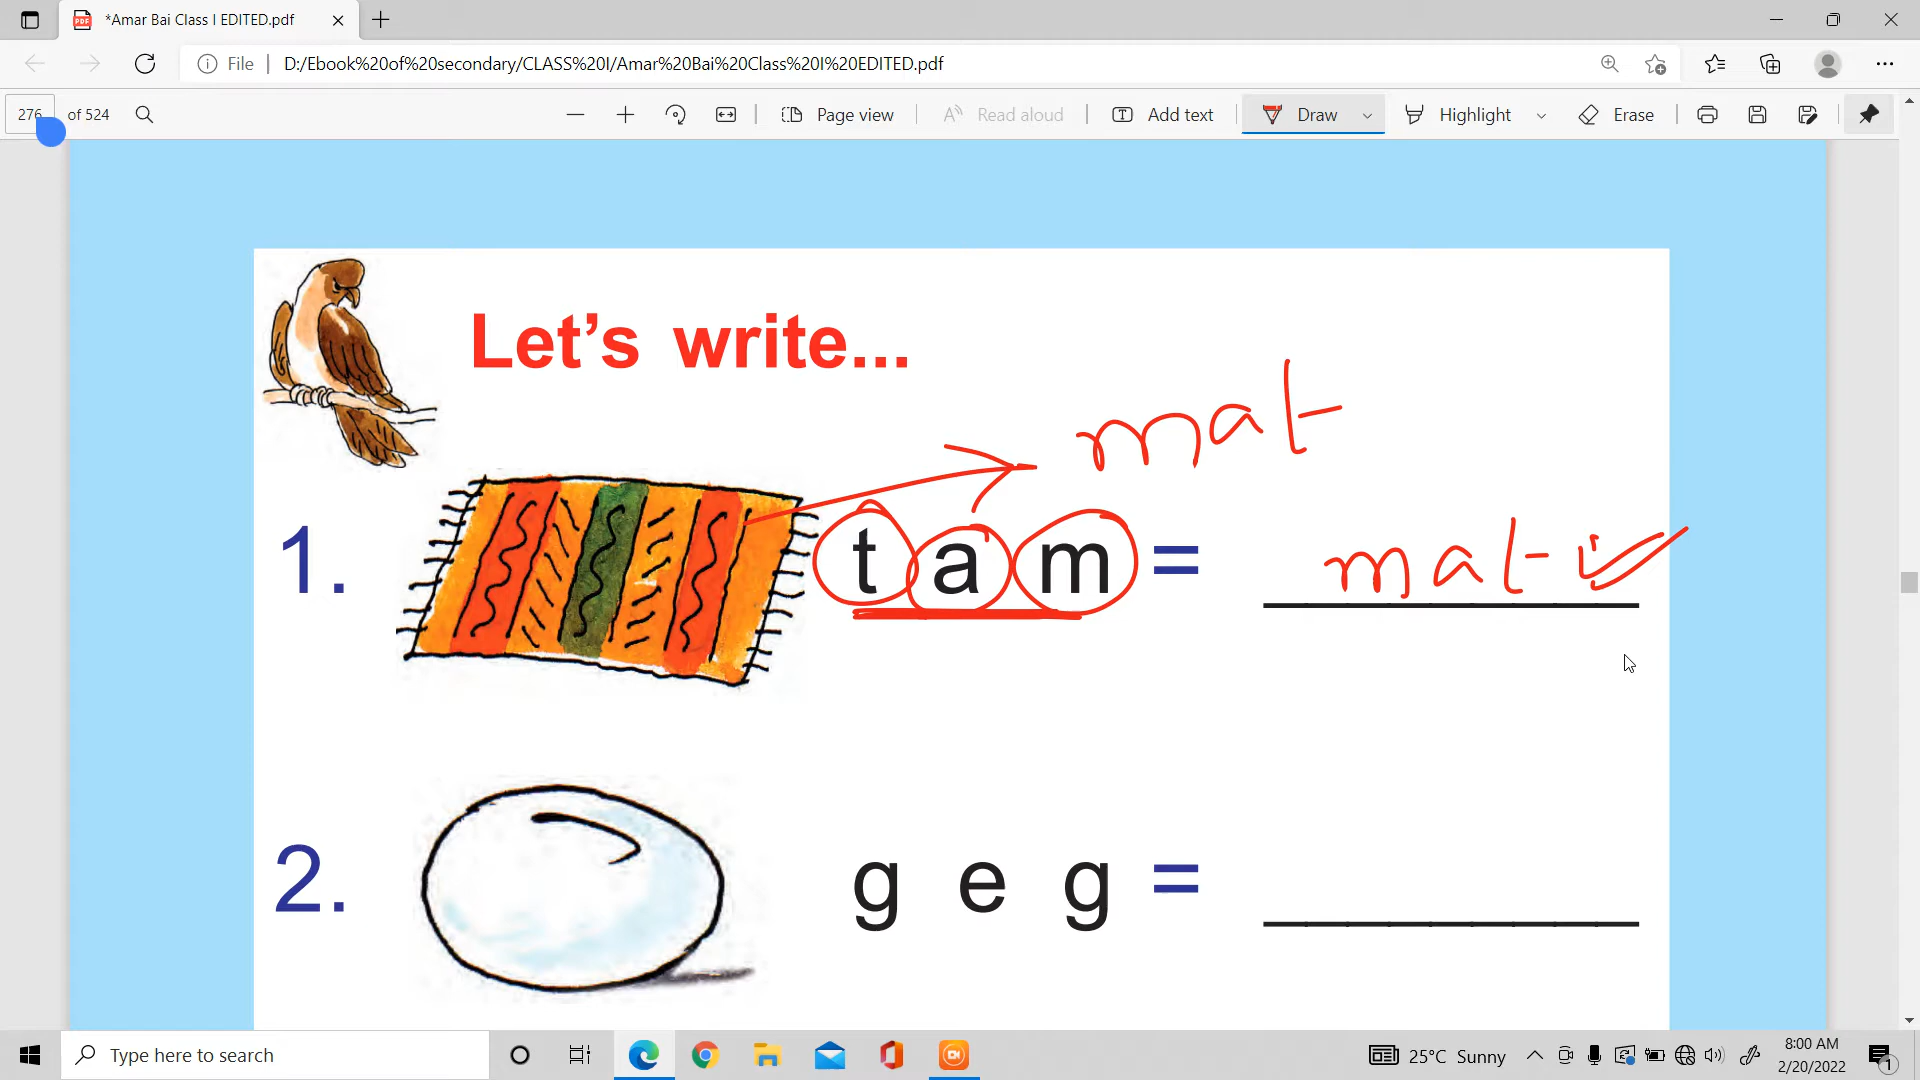 *Amar Bai Class I EDITED.pdf
File
D:/Ebook%20of%20secondary/CLASS%20I/Amar%20Bai%20Class%20I%20EDITED.pdf
276 of 524
Page view
Read aloud
Add text
Draw
Highlight
Erase
Let's write...
mat
1. t a m = mat
2. g e g =
Type here to search
25°C Sunny
8:00 AM
2/20/2022
1